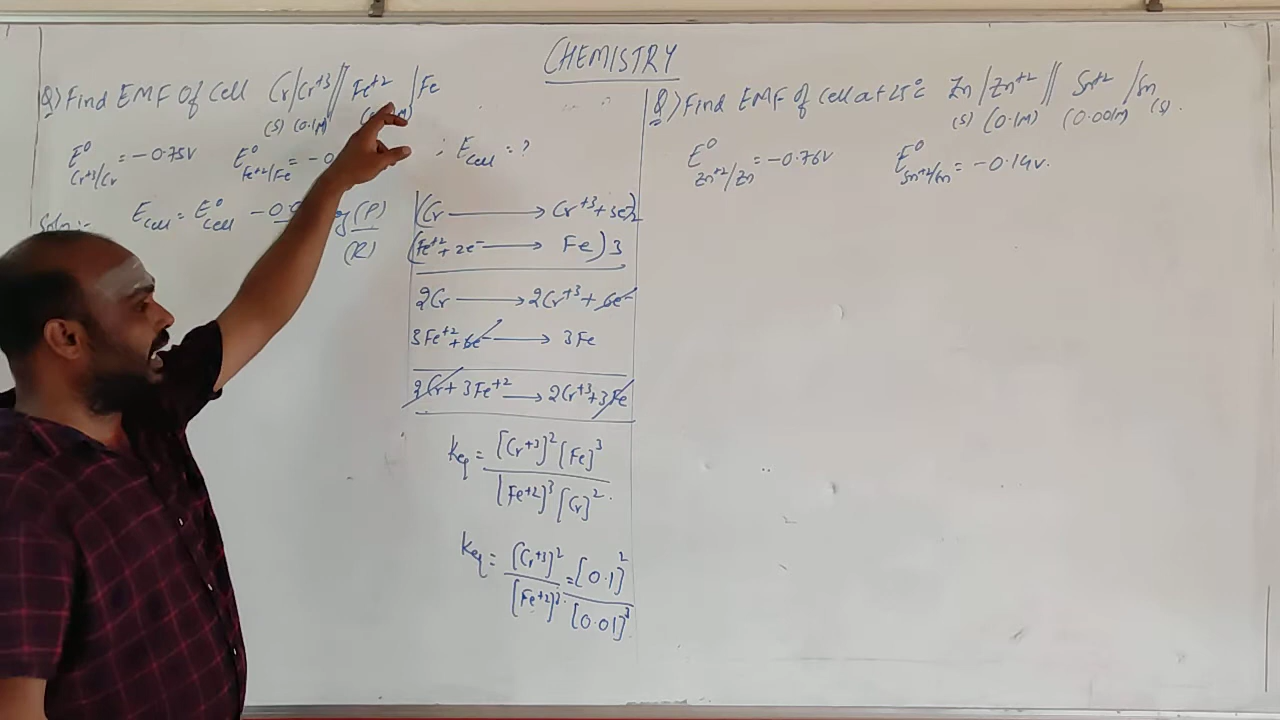 CHEMISTRY
Q) Find EMF Of cell Cr/Cr+3 // Fe+2 /Fe
(S) (0.1M)
E0 Cr+3/Cr = -0.75V E0 Fe+2/Fe = -0. ; Ecell = ?
Soln:- Ecell = E0cell - 0.0 (P)/(R)
(Cr → Cr+3 + 3e-)2
(Fe+2 + 2e- → Fe)3
2Cr → 2Cr+3 + 6e-
3Fe+2 + 6e- → 3Fe
2Cr + 3Fe+2 → 2Cr+3 + 3Fe
Keq = [Cr+3]2 [Fe]3 / [Fe+2]3 [Cr]2
Keq = [Cr+3]2 / [Fe+2]3 = [0.1]2 / [0.01]3
Q) Find EMF Of cell at 25°C Zn/Zn+2 // Sn+2 /Sn
(S) (0.1M) (0.001M) (S).
E0 Zn+2/Zn = -0.76V E0 Sn+2/Sn = -0.14V.